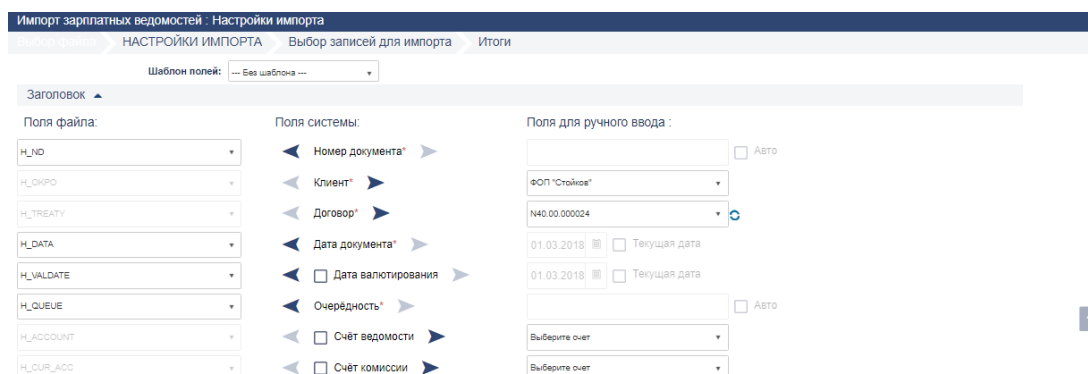 Импорт зарплатных ведомостей : Настройки импорта
Выбор файла НАСТРОЙКИ ИМПОРТА Выбор записей для импорта Итоги
Шаблон полей: --- Без шаблона ---
Заголовок
Поля файла: Поля системы: Поля для ручного ввода :
H_ND Номер документа* Авто
H_OKPO Клиент* ФОП "Стойков"
H_TREATY Договор* N40.00.000024
H_DATA Дата документа* 01.03.2018 Текущая дата
H_VALDATE Дата валютирования 01.03.2018 Текущая дата
H_QUEUE Очерёдность* Авто
H_ACCOUNT Счёт ведомости Выберите счет
H_CUR_ACC Счёт комиссии Выберите счет